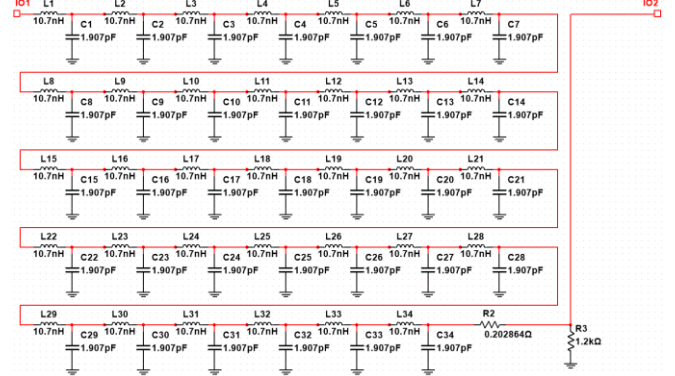 IO1 L1 L2 L3 L4 L5 L6 L7 IO2
10.7nH 10.7nH 10.7nH 10.7nH 10.7nH 10.7nH 10.7nH
C1 C2 C3 C4 C5 C6 C7
1.907pF 1.907pF 1.907pF 1.907pF 1.907pF 1.907pF 1.907pF
L8 L9 L10 L11 L12 L13 L14
10.7nH 10.7nH 10.7nH 10.7nH 10.7nH 10.7nH 10.7nH
C8 C9 C10 C11 C12 C13 C14
1.907pF 1.907pF 1.907pF 1.907pF 1.907pF 1.907pF 1.907pF
L15 L16 L17 L18 L19 L20 L21
10.7nH 10.7nH 10.7nH 10.7nH 10.7nH 10.7nH 10.7nH
C15 C16 C17 C18 C19 C20 C21
1.907pF 1.907pF 1.907pF 1.907pF 1.907pF 1.907pF 1.907pF
L22 L23 L24 L25 L26 L27 L28
10.7nH 10.7nH 10.7nH 10.7nH 10.7nH 10.7nH 10.7nH
C22 C23 C24 C25 C26 C27 C28
1.907pF 1.907pF 1.907pF 1.907pF 1.907pF 1.907pF 1.907pF
L29 L30 L31 L32 L33 L34 R2
10.7nH 10.7nH 10.7nH 10.7nH 10.7nH 10.7nH 0.202864Ω
C29 C30 C31 C32 C33 C34 R3
1.907pF 1.907pF 1.907pF 1.907pF 1.907pF 1.907pF 1.2kΩ